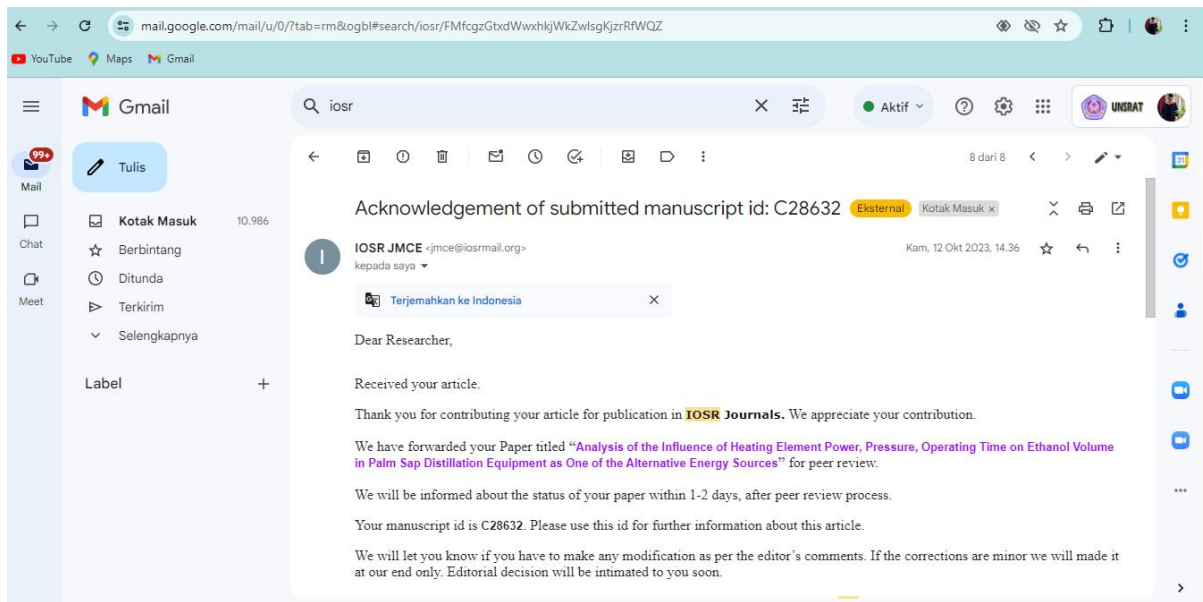 mail.google.com/mail/u/0/?tab=rm&ogbl#search/iosr/FMfcgzGtxdWwxhkjWkZwlsgKjzrRfWQZ
YouTube Maps Gmail
Gmail
iosr
Aktif
UNSRAT
99+
Mail
Chat
Meet
Tulis
Kotak Masuk 10.986
Berbintang
Ditunda
Terkirim
Selengkapnya
Label +
8 dari 8
31
Acknowledgement of submitted manuscript id: C28632 Eksternal Kotak Masuk x
I
IOSR JMCE <jmce@iosrmail.org>
Kam, 12 Okt 2023, 14.36
kepada saya
Terjemahkan ke Indonesia
Dear Researcher,
Received your article.
Thank you for contributing your article for publication in IOSR Journals. We appreciate your contribution.
We have forwarded your Paper titled “Analysis of the Influence of Heating Element Power, Pressure, Operating Time on Ethanol Volume
in Palm Sap Distillation Equipment as One of the Alternative Energy Sources” for peer review.
We will be informed about the status of your paper within 1-2 days, after peer review process.
Your manuscript id is C28632. Please use this id for further information about this article.
We will let you know if you have to make any modification as per the editor’s comments. If the corrections are minor we will made it
at our end only. Editorial decision will be intimated to you soon.